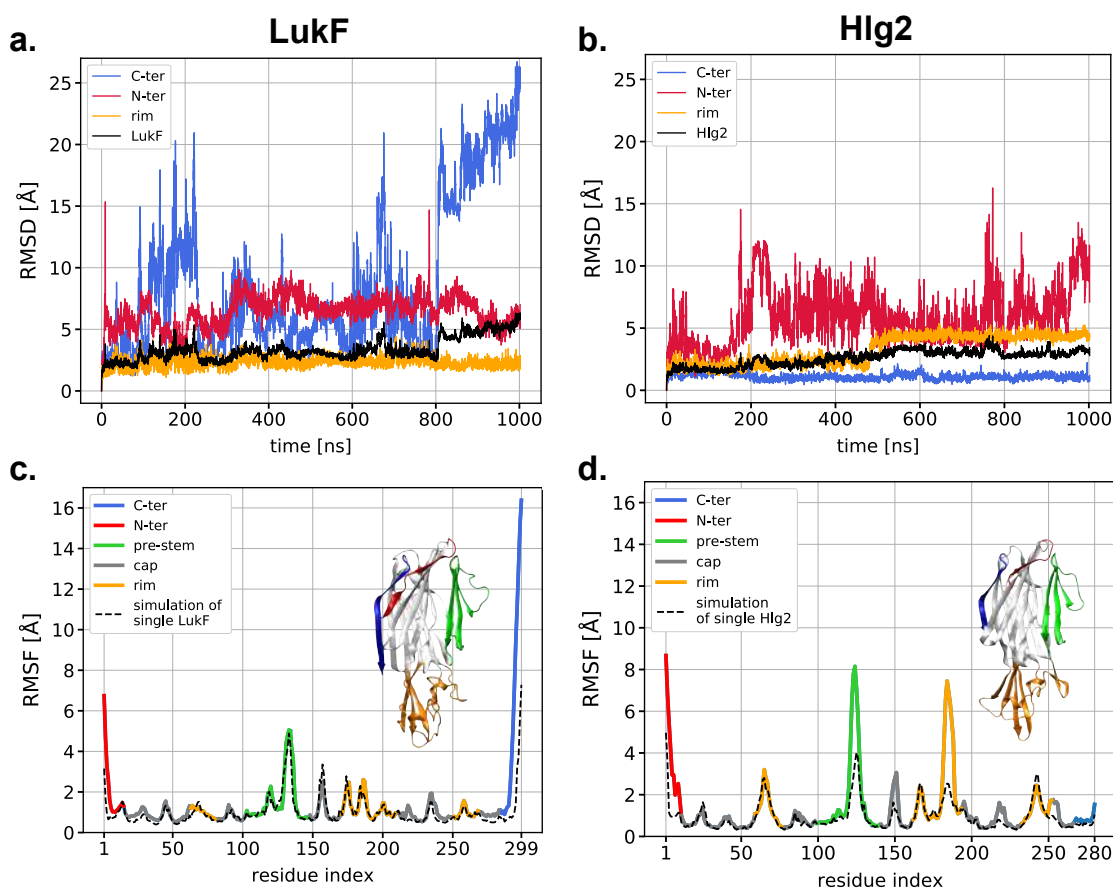 LukF
Hlg2
a.
C-ter
N-ter
rim
LukF
RMSD [Å]
25
20
15
10
5
0
0
200
400
600
800
1000
time [ns]
b.
C-ter
N-ter
rim
Hlg2
RMSD [Å]
25
20
15
10
5
0
0
200
400
600
800
1000
time [ns]
c.
C-ter
N-ter
pre-stem
cap
rim
simulation of
single LukF
RMSF [Å]
16
14
12
10
8
6
4
2
0
1
50
100
150
200
250
299
residue index
d.
C-ter
N-ter
pre-stem
cap
rim
simulation
of single Hlg2
RMSF [Å]
16
14
12
10
8
6
4
2
0
1
50
100
150
200
250
280
residue index